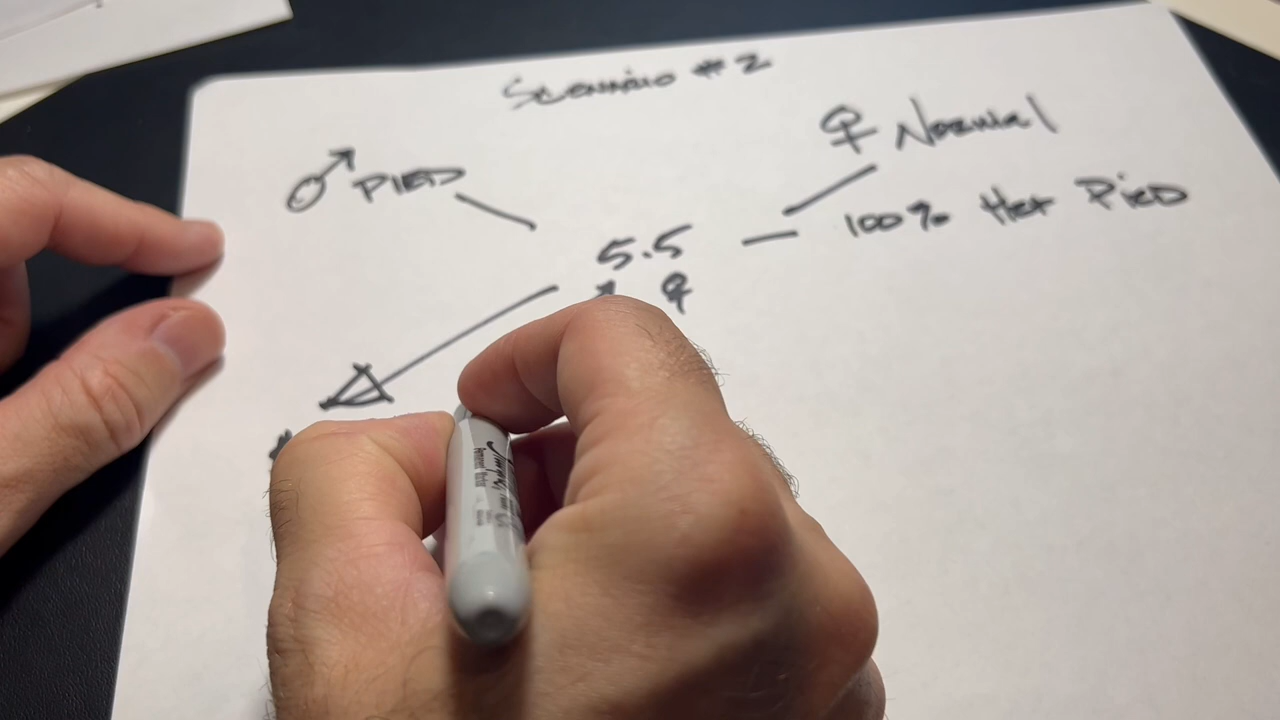 Scenario #2
♂ PIED
♀ Normal
100% Het Pied
5.5
♀